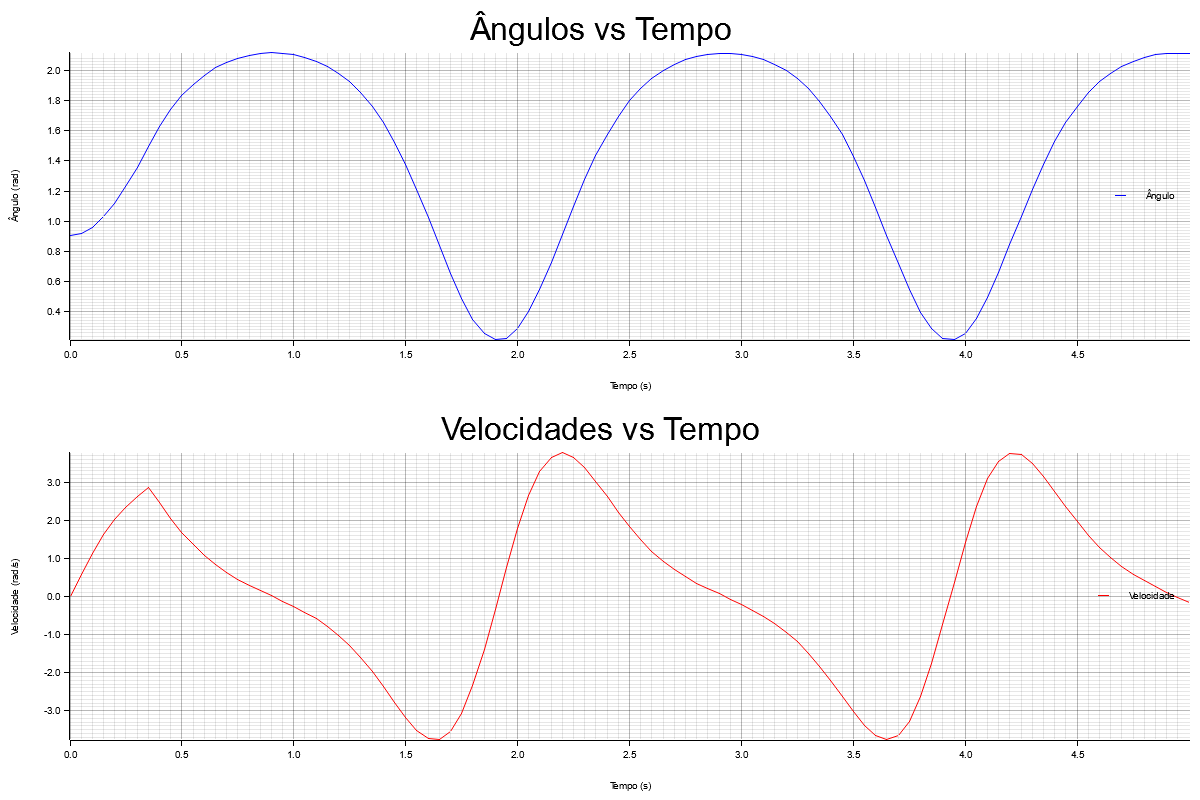 Ângulos vs Tempo
2.0
1.8
1.6
1.4
1.2
1.0
0.8
0.6
0.4
Ângulo (rad)
Ângulo
0.0 0.5 1.0 1.5 2.0 2.5 3.0 3.5 4.0 4.5
Tempo (s)
Velocidades vs Tempo
3.0
2.0
1.0
0.0
-1.0
-2.0
-3.0
Velocidade (rad/s)
Velocidade
0.0 0.5 1.0 1.5 2.0 2.5 3.0 3.5 4.0 4.5
Tempo (s)